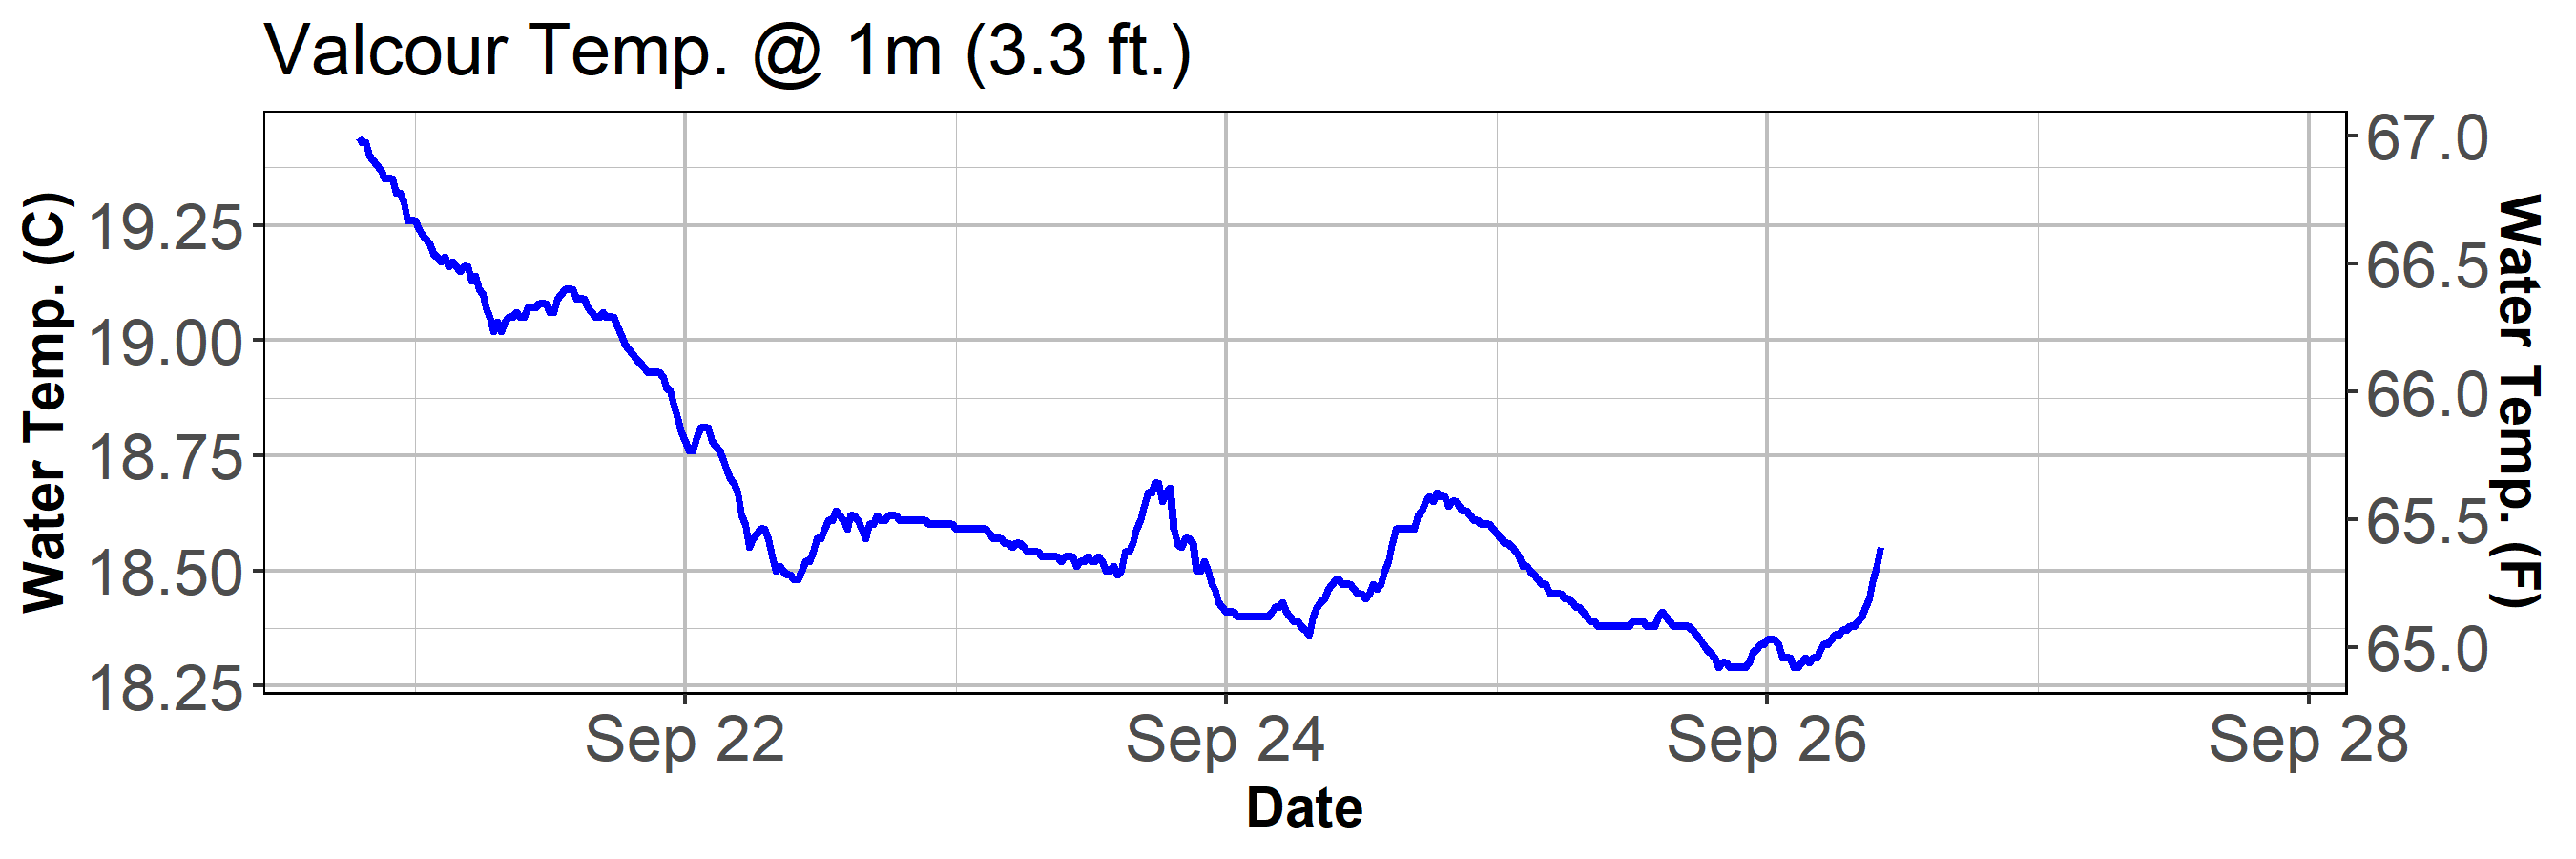 Valcour Temp. @ 1m (3.3 ft.)
Water Temp. (C)
19.25
19.00
18.75
18.50
18.25
67.0
66.5
66.0
65.5
65.0
Water Temp. (F)
Sep 22 Sep 24 Sep 26 Sep 28
Date